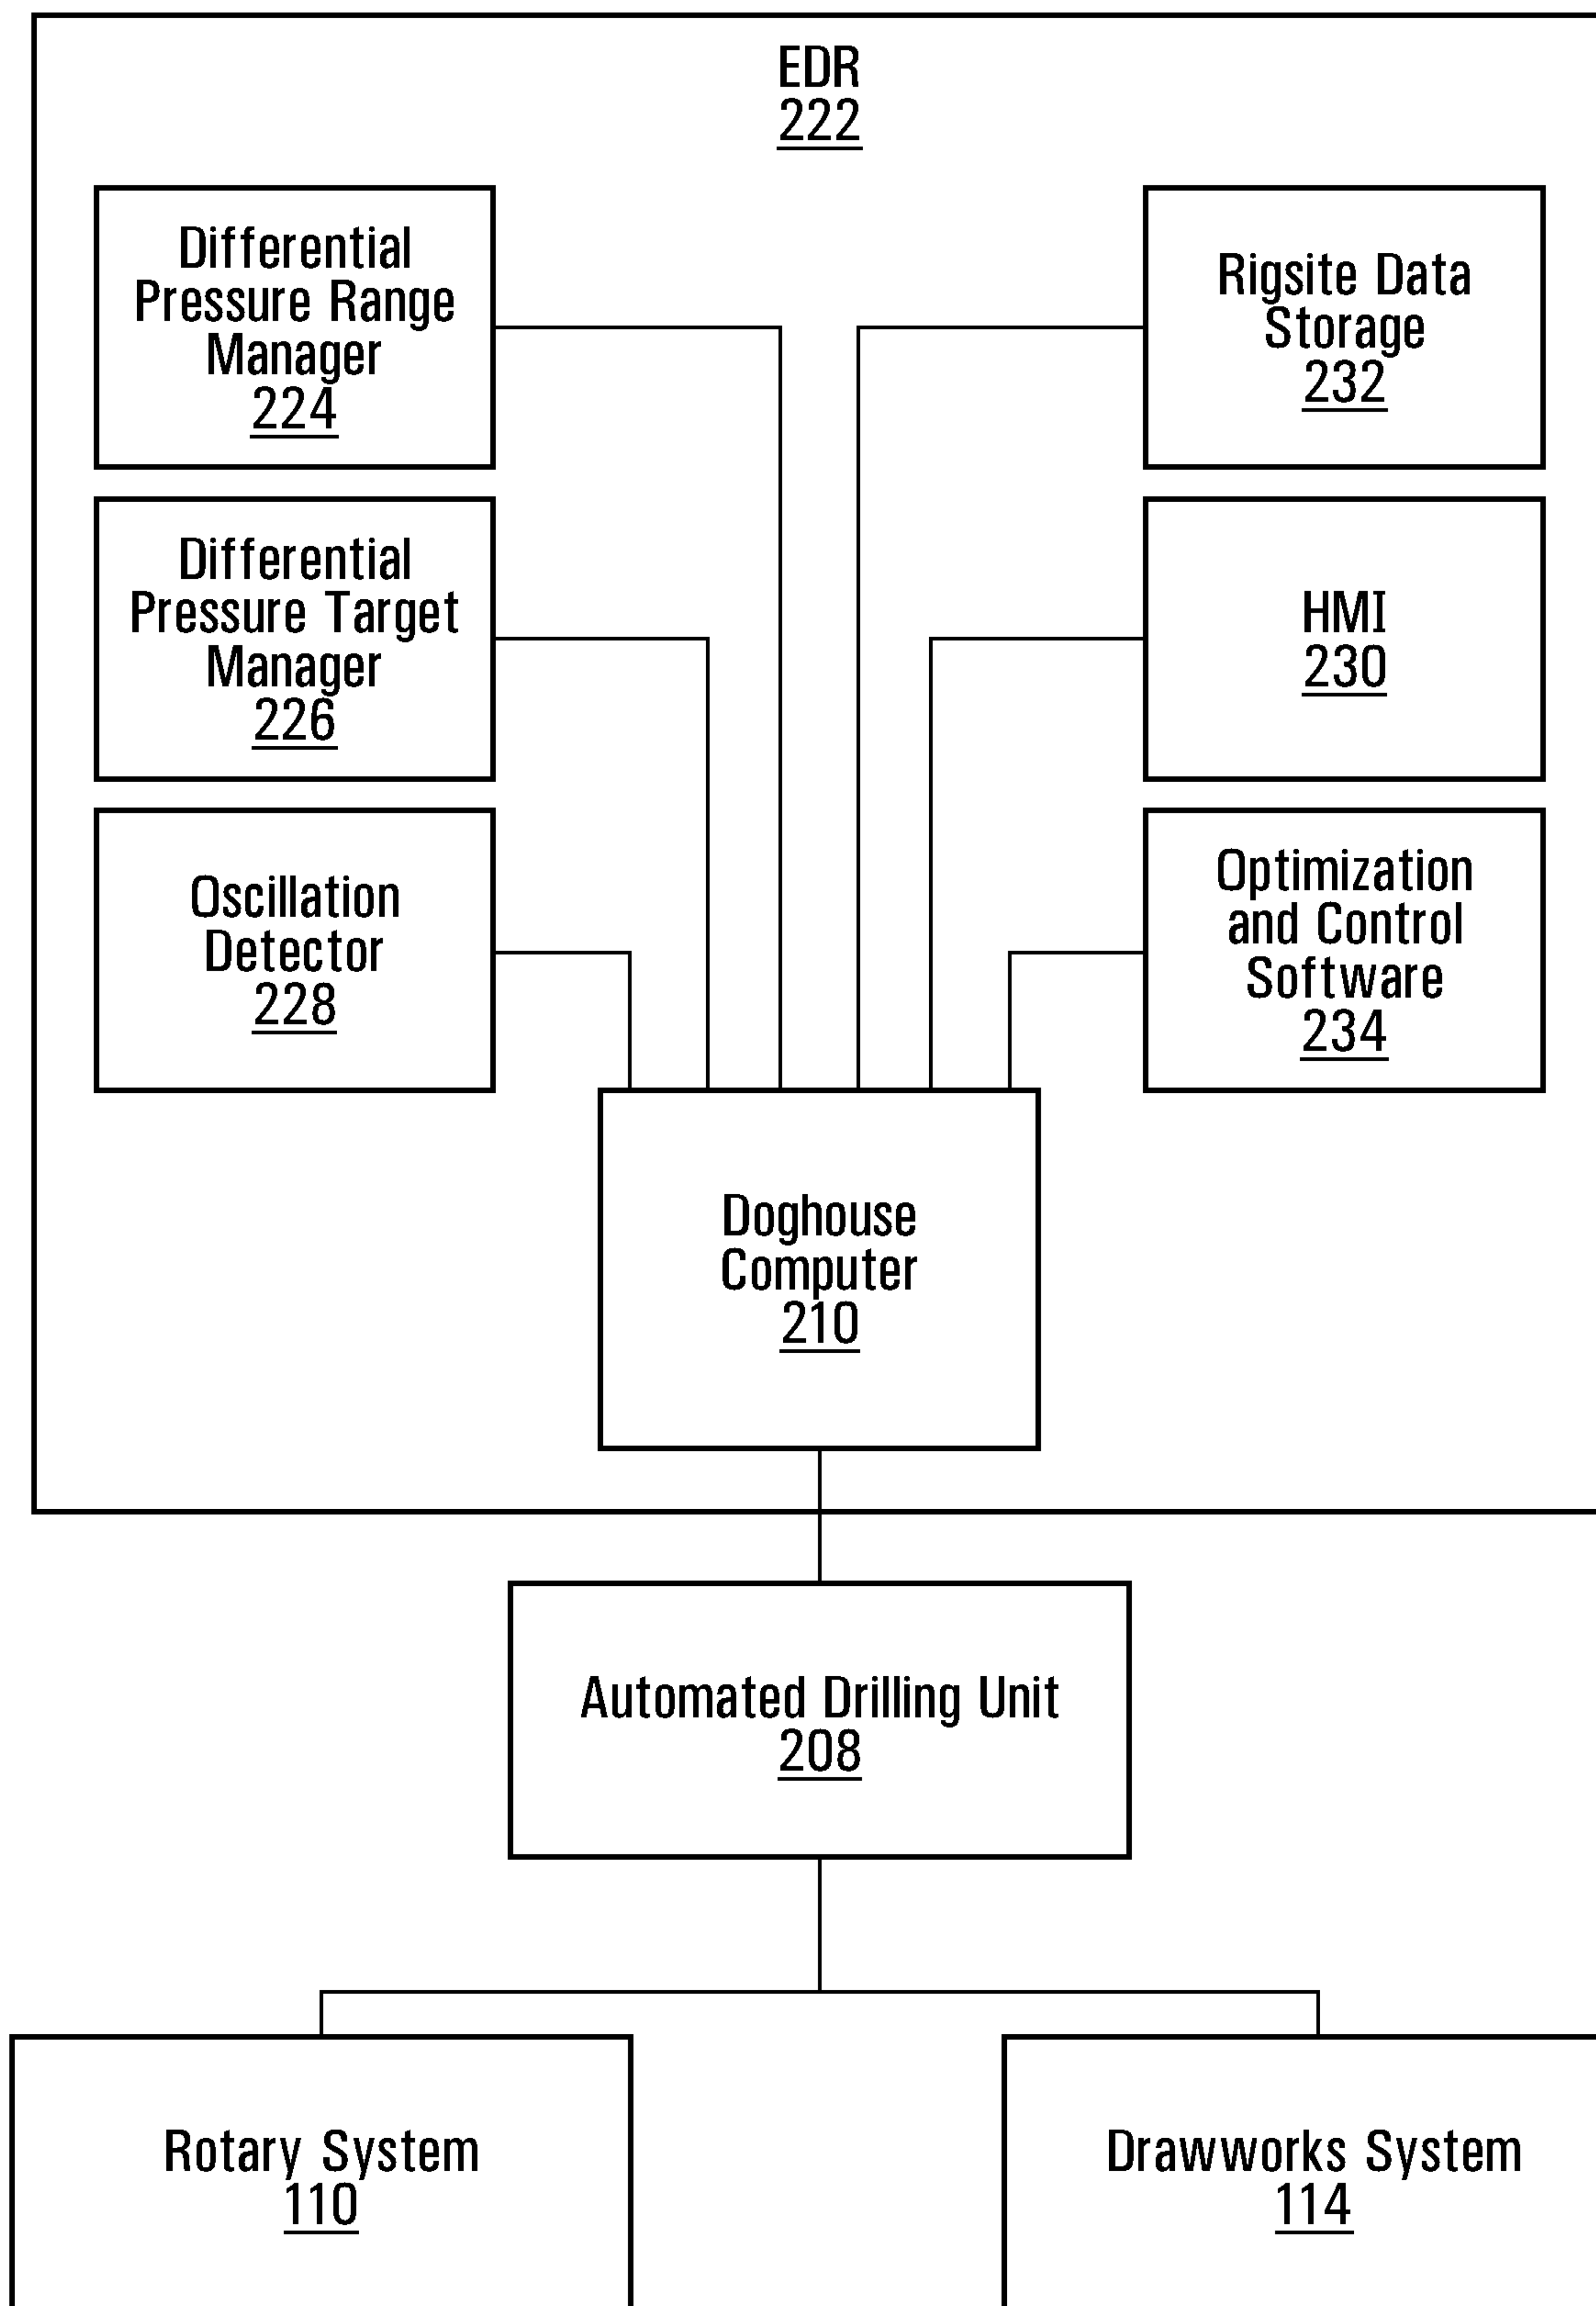 EDR
222
Differential
Pressure Range
Manager
224
Rigsite Data
Storage
232
Differential
Pressure Target
Manager
226
HMI
230
Oscillation
Detector
228
Optimization
and Control
Software
234
Doghouse
Computer
210
Automated Drilling Unit
208
Rotary System
110
Drawworks System
114